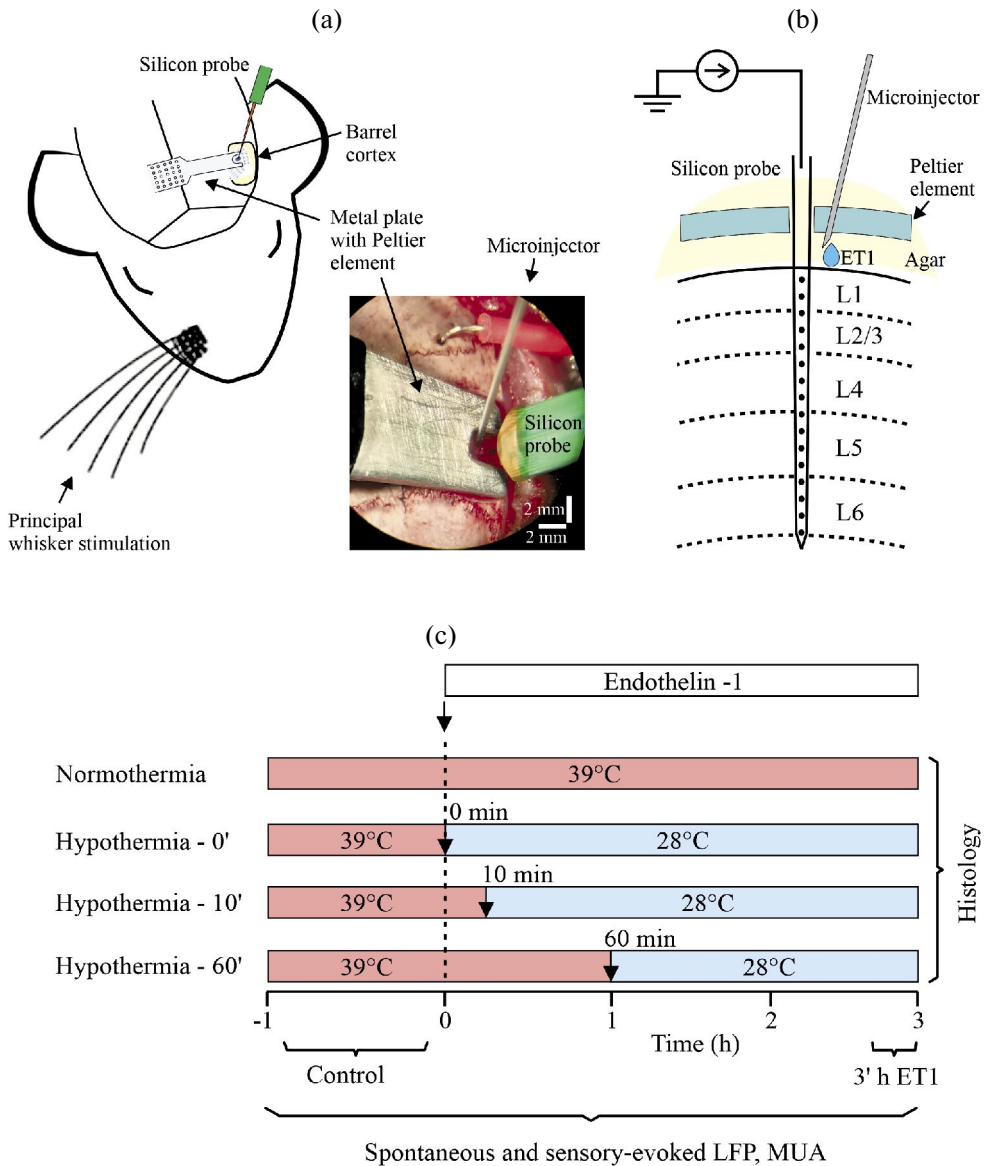 (a)
Silicon probe
Barrel
cortex
Metal plate
with Peltier
element
Microinjector
Silicon
probe
2 mm
2 mm
Principal
whisker stimulation
(b)
Microinjector
Silicon probe
Peltier
element
ET1
Agar
L1
L2/3
L4
L5
L6
(c)
Endothelin -1
Normothermia
39°C
0 min
Hypothermia - 0'
39°C
28°C
10 min
Hypothermia - 10'
39°C
28°C
60 min
Hypothermia - 60'
39°C
28°C
Histology
-1
0
1
2
3
Time (h)
Control
3' h ET1
Spontaneous and sensory-evoked LFP, MUA